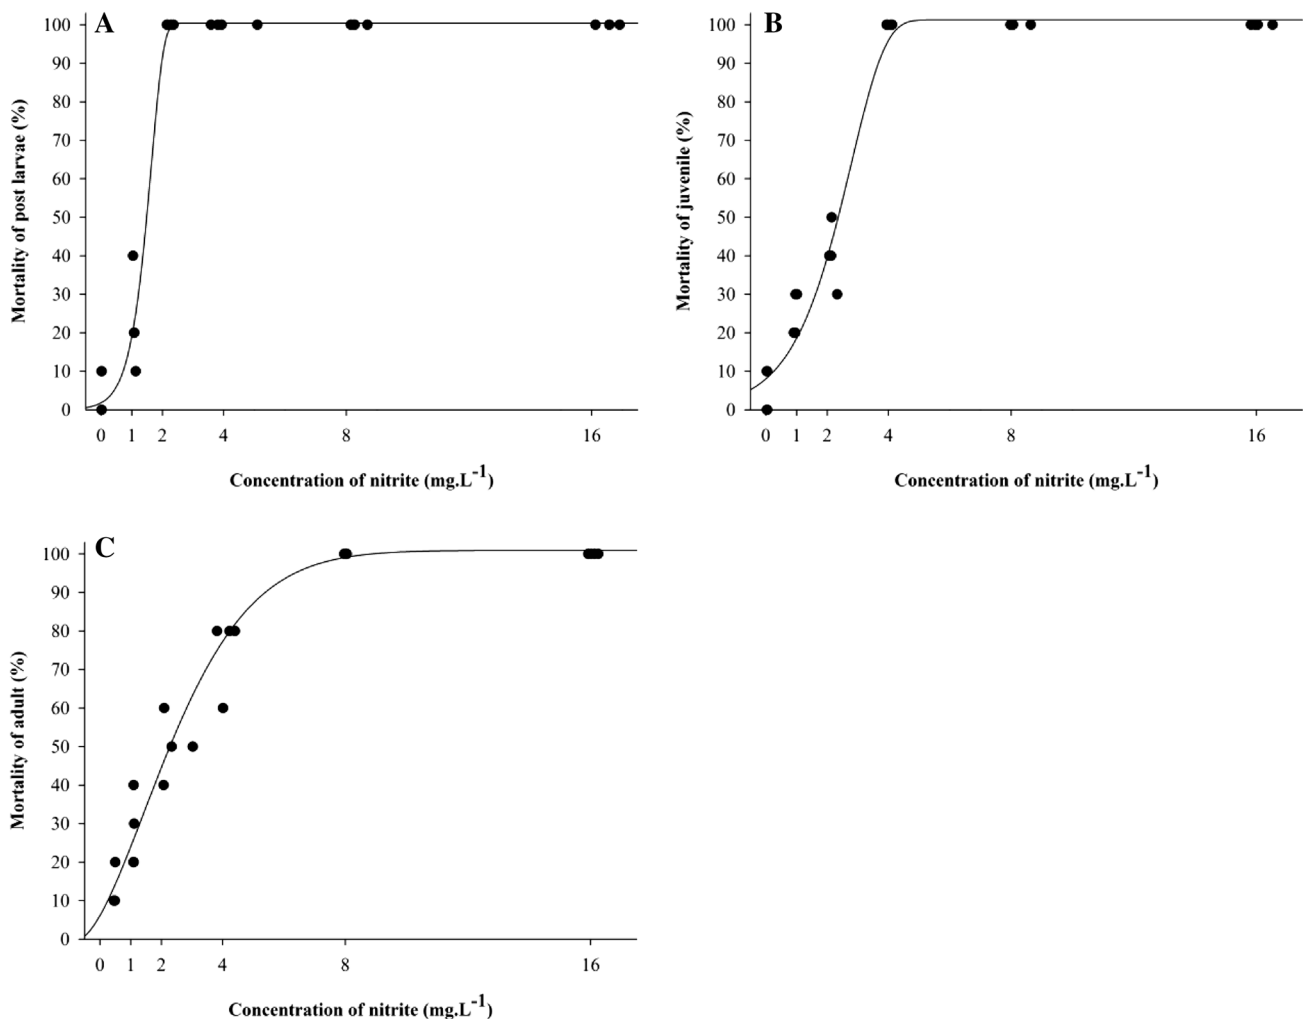 A
Mortality of post larvae (%)
100
90
80
70
60
50
40
30
20
10
0
0 1 2 4 8 16
Concentration of nitrite (mg.L-1)
B
Mortality of juvenile (%)
100
90
80
70
60
50
40
30
20
10
0
0 1 2 4 8 16
Concentration of nitrite (mg.L-1)
C
Mortality of adult (%)
100
90
80
70
60
50
40
30
20
10
0
0 1 2 4 8 16
Concentration of nitrite (mg.L-1)